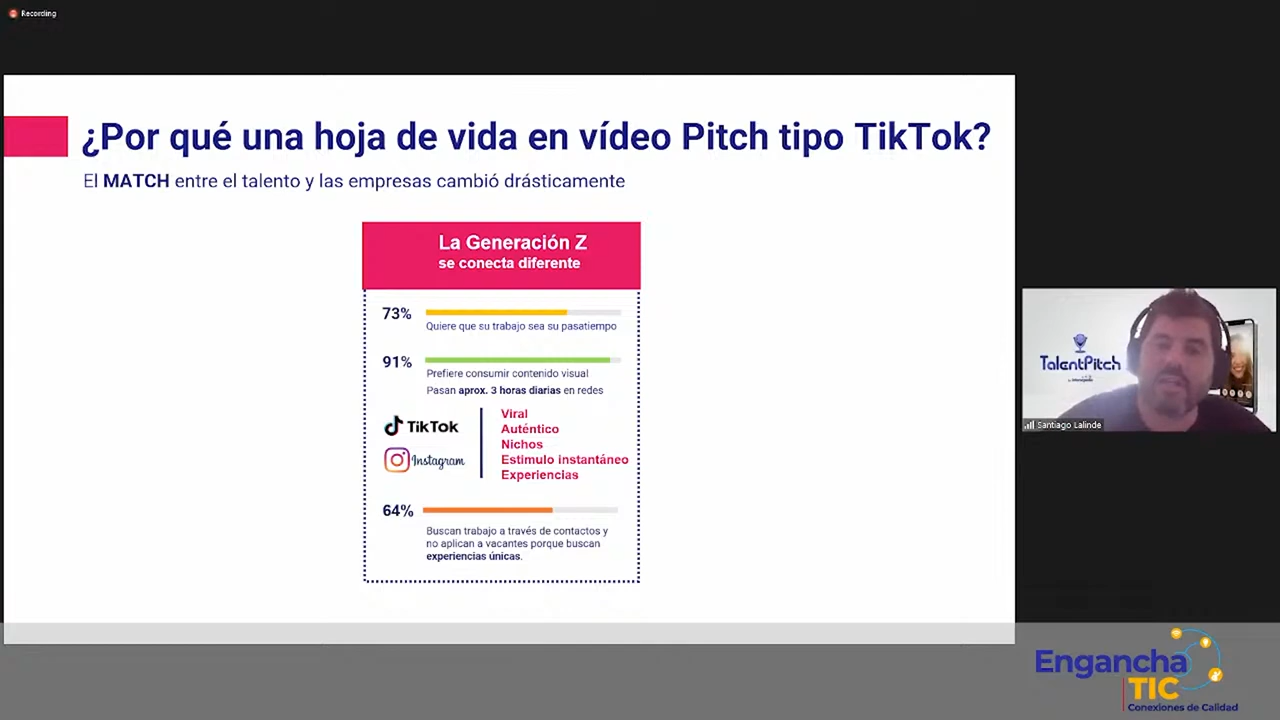 Recording
¿Por qué una hoja de vida en vídeo Pitch tipo TikTok?
El MATCH entre el talento y las empresas cambió drásticamente
La Generación Z
se conecta diferente
73%
Quiere que su trabajo sea su pasatiempo
91%
Prefiere consumir contenido visual
Pasan aprox. 3 horas diarias en redes
TikTok
Instagram
Viral
Auténtico
Nichos
Estimulo instantáneo
Experiencias
64%
Buscan trabajo a través de contactos y
no aplican a vacantes porque buscan
experiencias únicas.
TalentPitch
Santiago Lalinde
Engancha
TIC
Conexiones de Calidad